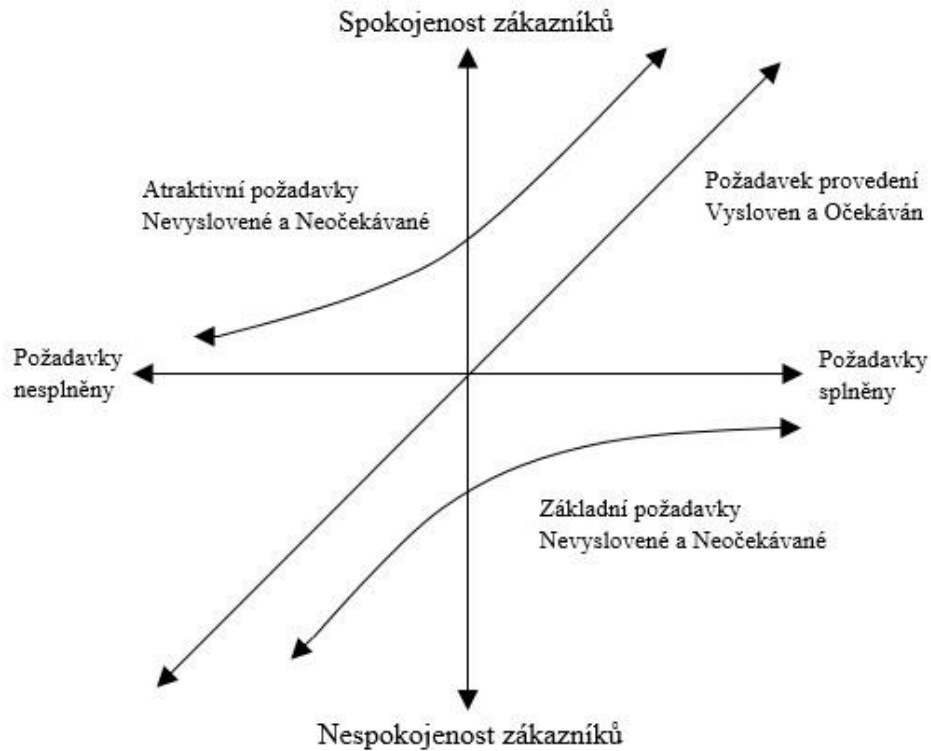 Spokojenost zákazníků
Atraktivní požadavky
Nevyslovené a Neočekávané
Požadavek provedení
Vysloven a Očekáván
Požadavky
nesplněny
Požadavky
splněny
Základní požadavky
Nevyslovené a Neočekávané
Nespokojenost zákazníků